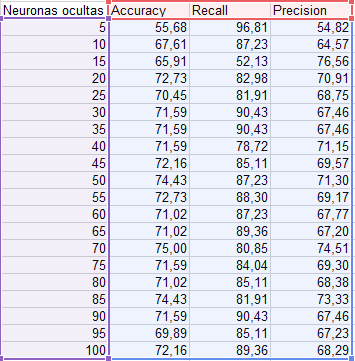 Neuronas ocultas Accuracy Recall Precision
5 55,68 96,81 54,82
10 67,61 87,23 64,57
15 65,91 52,13 76,56
20 72,73 82,98 70,91
25 70,45 81,91 68,75
30 71,59 90,43 67,46
35 71,59 90,43 67,46
40 71,59 78,72 71,15
45 72,16 85,11 69,57
50 74,43 87,23 71,30
55 72,73 88,30 69,17
60 71,02 87,23 67,77
65 71,02 89,36 67,20
70 75,00 80,85 74,51
75 71,59 84,04 69,30
80 71,02 85,11 68,38
85 74,43 81,91 73,33
90 71,59 90,43 67,46
95 69,89 85,11 67,23
100 72,16 89,36 68,29